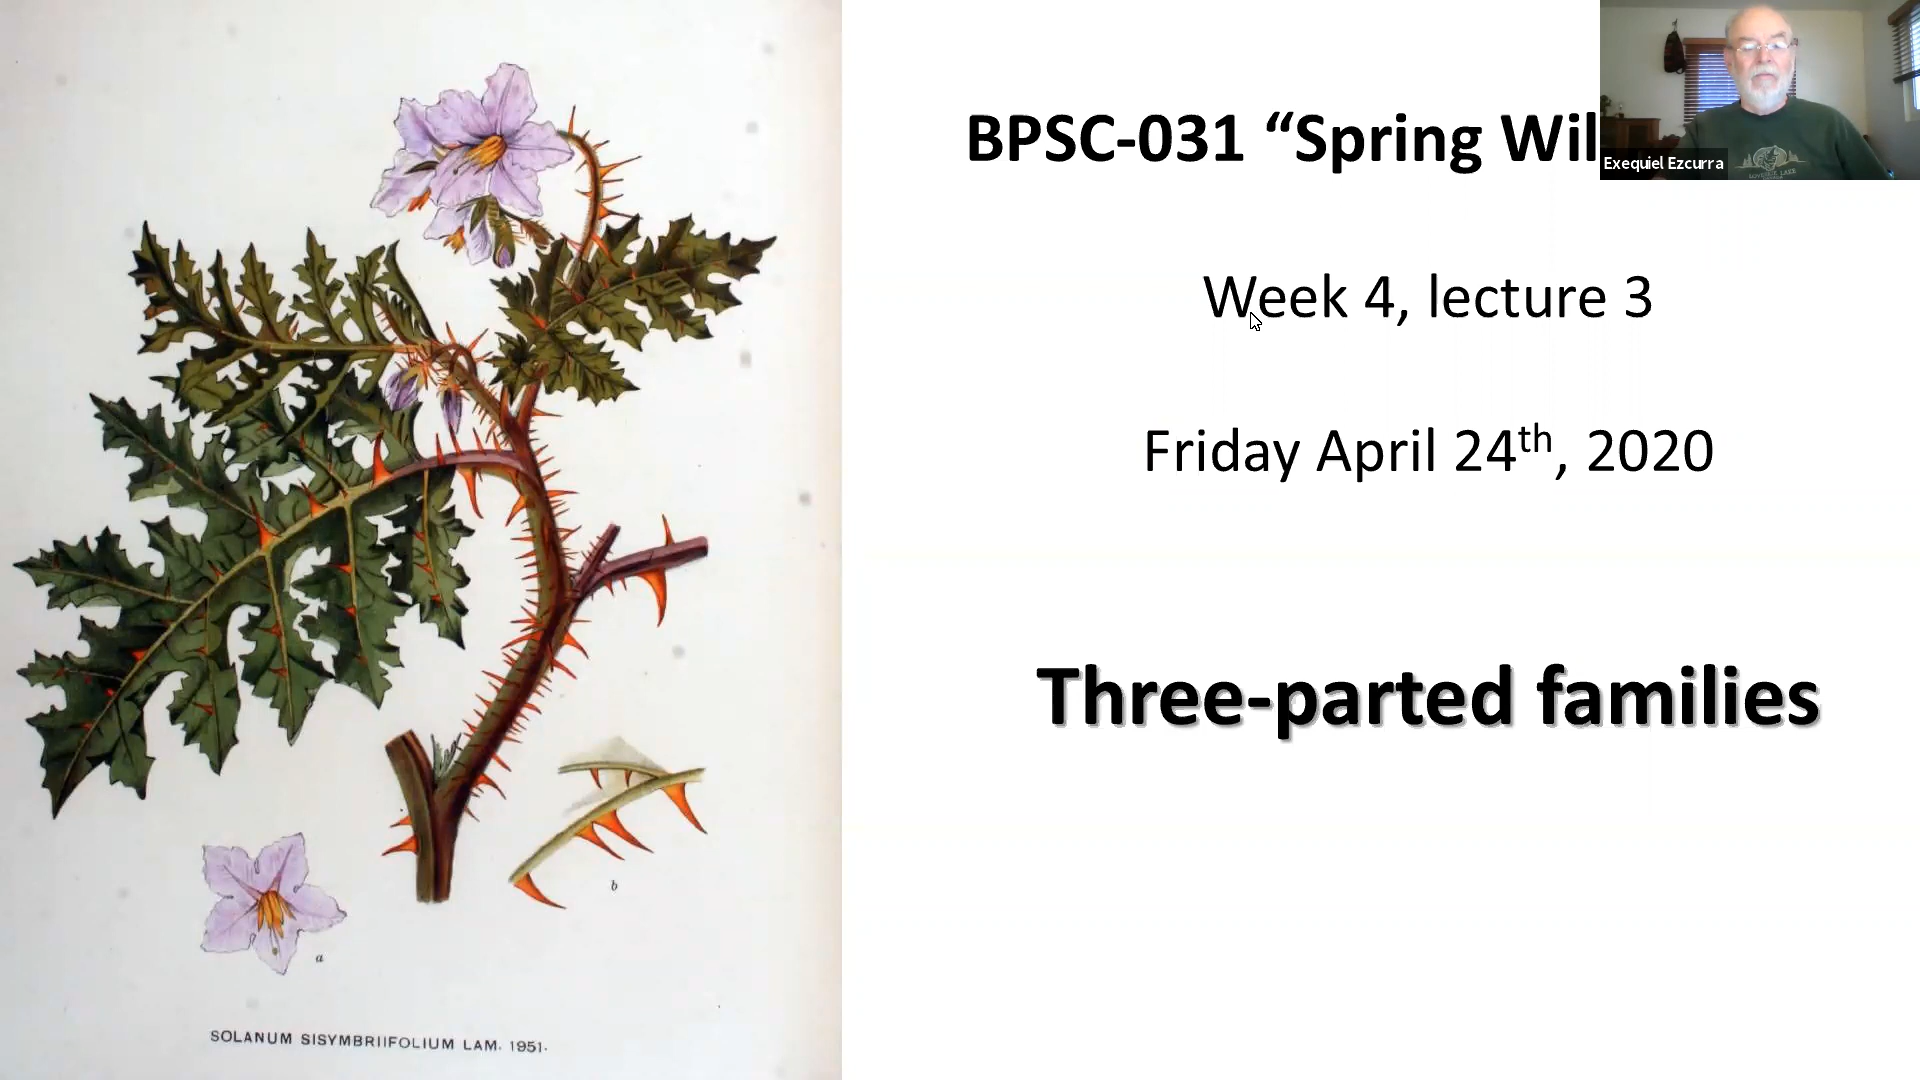 BPSC-031 “Spring Wil
Exequiel Ezcurra
Week 4, lecture 3
Friday April 24th, 2020
Three-parted families
a
b
SOLANUM SISYMBRIIFOLIUM LAM. 1951.